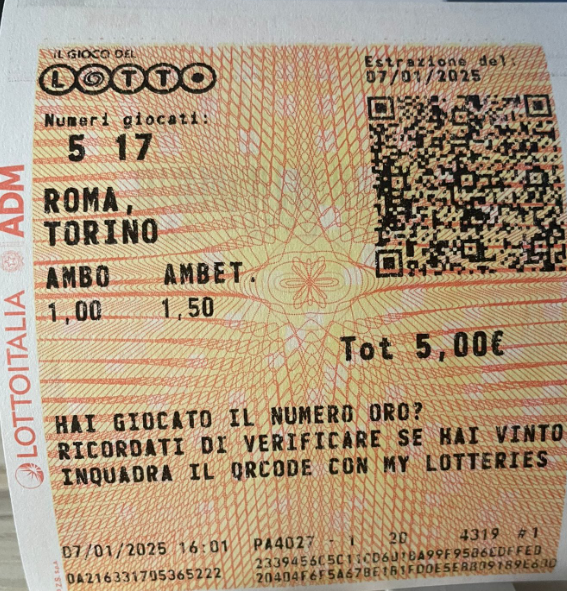 IL GIOCO DEL
LOTTO
Estrazione del:
07/01/2025
Numeri giocati:
5 17
ROMA,
TORINO
AMBO AMBET.
1,00 1,50
Tot 5,00€
HAI GIOCATO IL NUMERO ORO?
RICORDATI DI VERIFICARE SE HAI VINTO
INQUADRA IL QRCODE CON MY LOTTERIES
07/01/2025 16:01 PA4027 - 1 20 4319 #1
0A216331705365222
LOTTOITALIA ADM